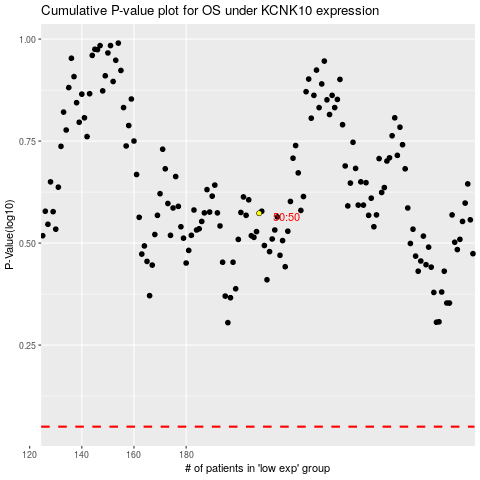 Cumulative P-value plot for OS under KCNK10 expression
P-Value(log10)
1.00
0.75
0.50
0.25
50:50
120 140 160 180
# of patients in 'low exp' group